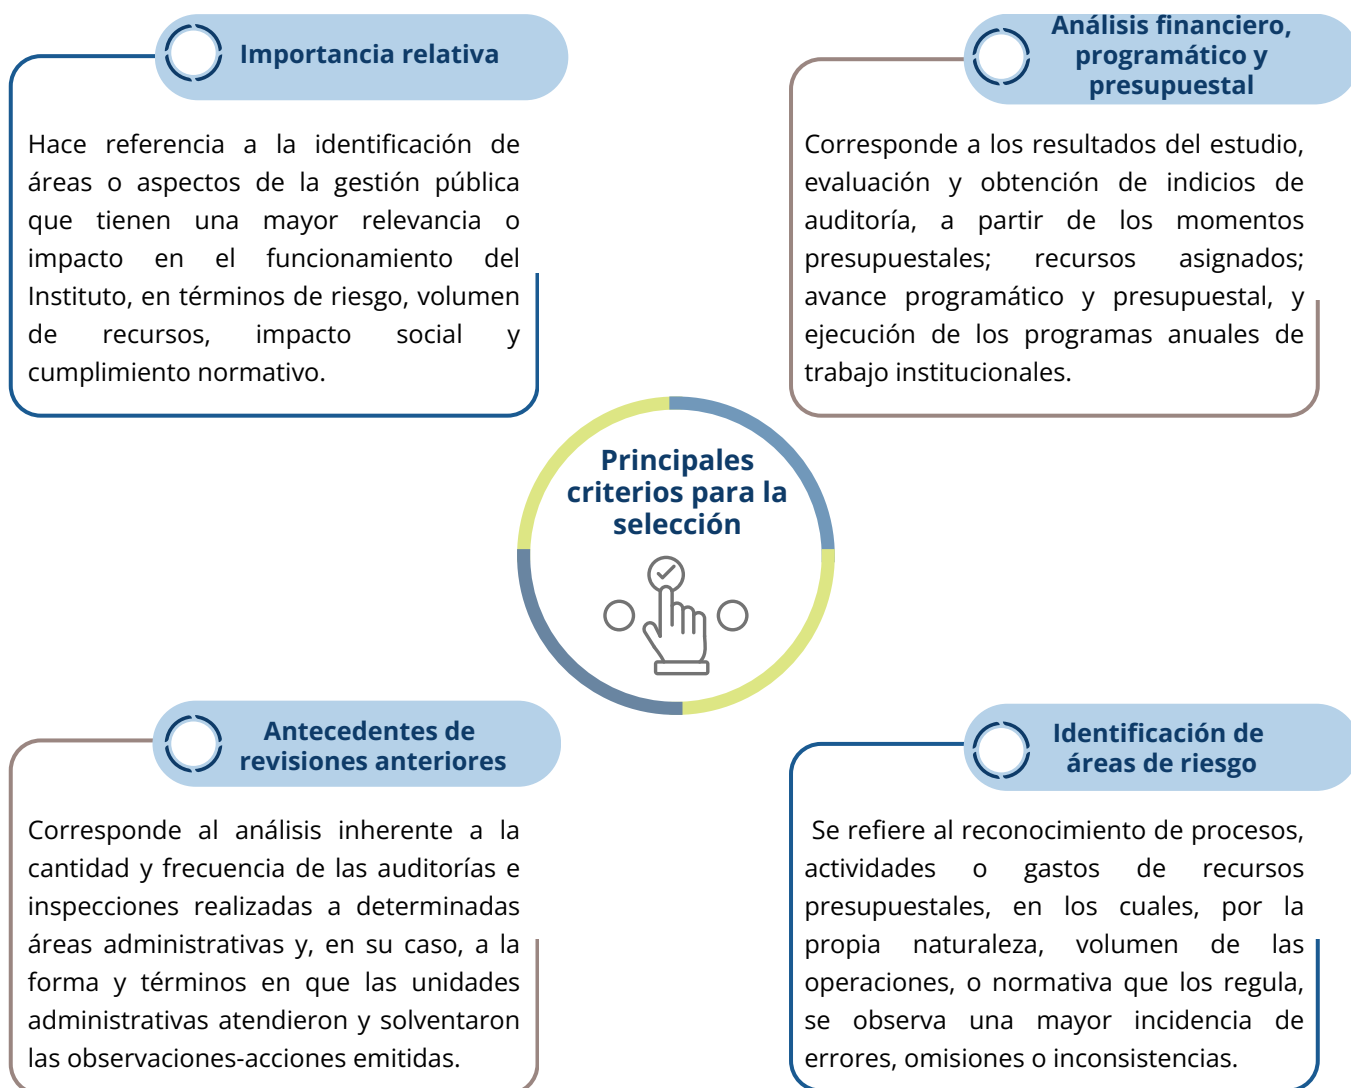 Importancia relativa
Hace referencia a la identificación de
áreas o aspectos de la gestión pública
que tienen una mayor relevancia o
impacto en el funcionamiento del
Instituto, en términos de riesgo, volumen
de recursos, impacto social y
cumplimiento normativo.
Análisis financiero,
programático y
presupuestal
Corresponde a los resultados del estudio,
evaluación y obtención de indicios de
auditoría, a partir de los momentos
presupuestales; recursos asignados;
avance programático y presupuestal, y
ejecución de los programas anuales de
trabajo institucionales.
Principales
criterios para la
selección
Antecedentes de
revisiones anteriores
Corresponde al análisis inherente a la
cantidad y frecuencia de las auditorías e
inspecciones realizadas a determinadas
áreas administrativas y, en su caso, a la
forma y términos en que las unidades
administrativas atendieron y solventaron
las observaciones-acciones emitidas.
Identificación de
áreas de riesgo
Se refiere al reconocimiento de procesos,
actividades o gastos de recursos
presupuestales, en los cuales, por la
propia naturaleza, volumen de las
operaciones, o normativa que los regula,
se observa una mayor incidencia de
errores, omisiones o inconsistencias.